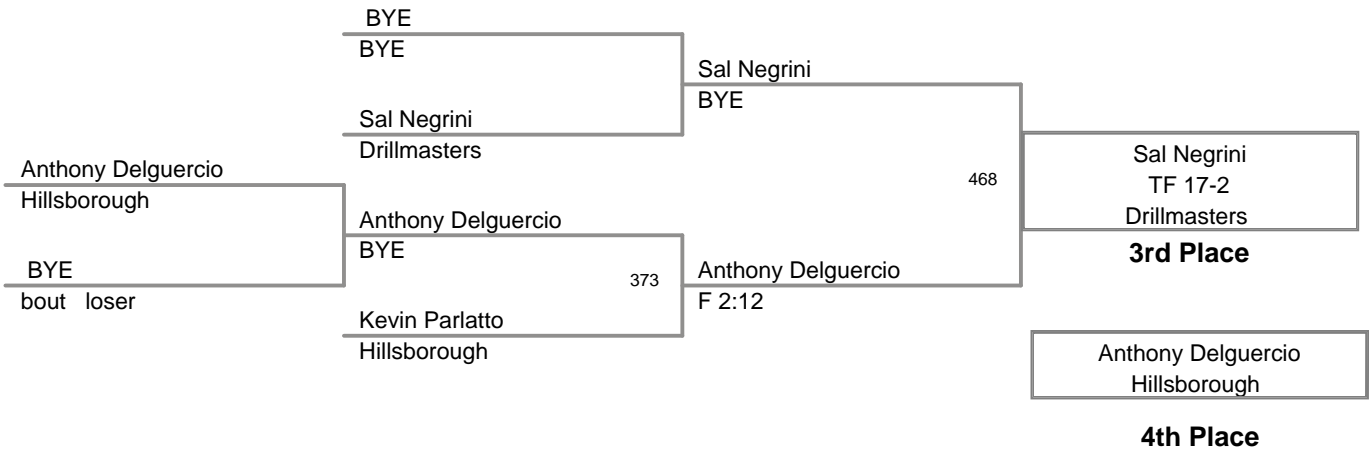 BYE
BYE
Sal Negrini
BYE
Sal Negrini
Drillmasters
Anthony Delguercio
Hillsborough
468
Sal Negrini
TF 17-2
Drillmasters
3rd Place
Anthony Delguercio
BYE
BYE
bout loser
373
Anthony Delguercio
F 2:12
Kevin Parlatto
Hillsborough
Anthony Delguercio
Hillsborough
4th Place